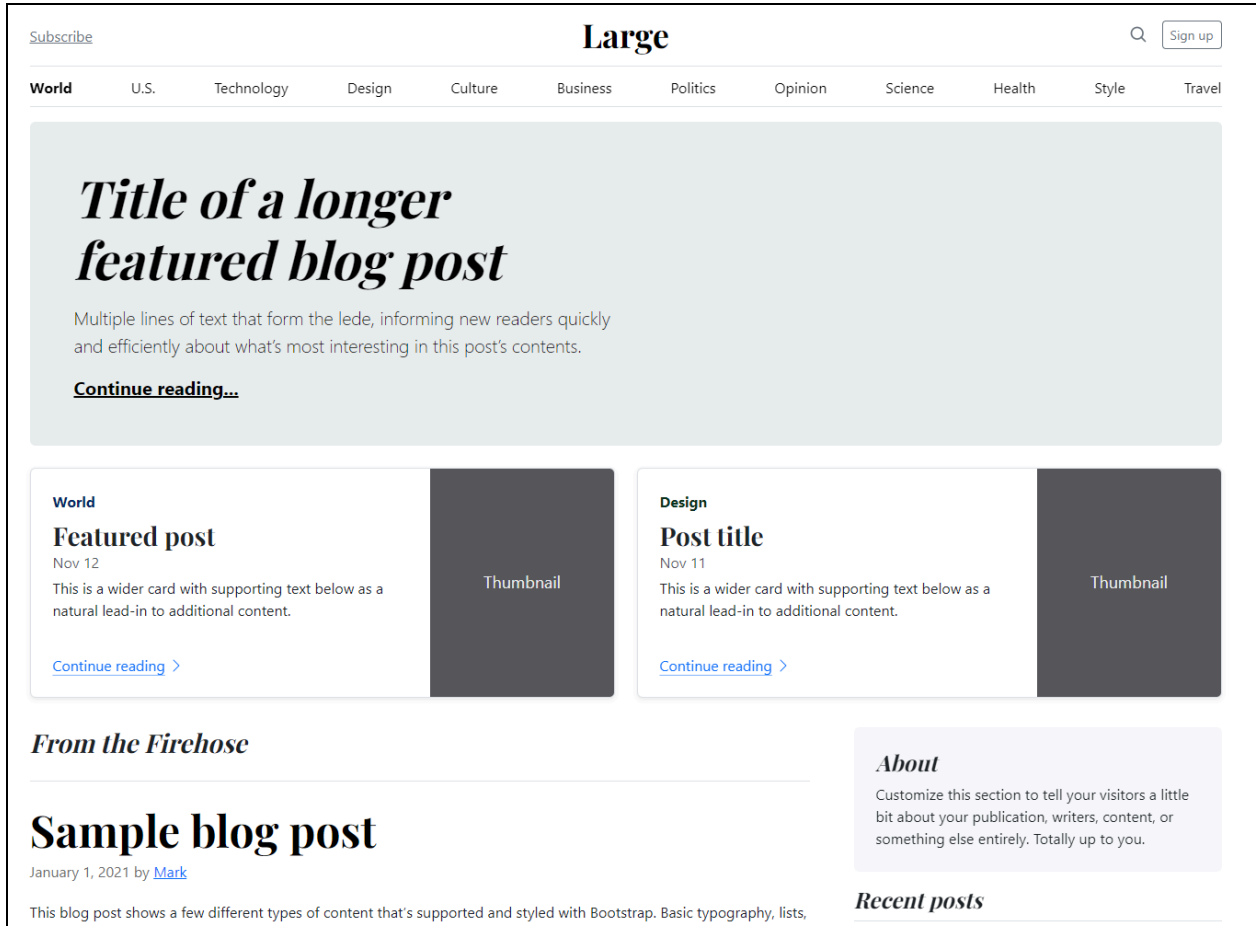 Subscribe
Large
Sign up
World U.S. Technology Design Culture Business Politics Opinion Science Health Style Travel
Title of a longer
featured blog post
Multiple lines of text that form the lede, informing new readers quickly
and efficiently about what’s most interesting in this post’s contents.
Continue reading...
World
Featured post
Nov 12
This is a wider card with supporting text below as a
natural lead-in to additional content.
Continue reading
Thumbnail
Design
Post title
Nov 11
This is a wider card with supporting text below as a
natural lead-in to additional content.
Continue reading
Thumbnail
From the Firehose
Sample blog post
January 1, 2021 by Mark
This blog post shows a few different types of content that’s supported and styled with Bootstrap. Basic typography, lists,
About
Customize this section to tell your visitors a little
bit about your publication, writers, content, or
something else entirely. Totally up to you.
Recent posts